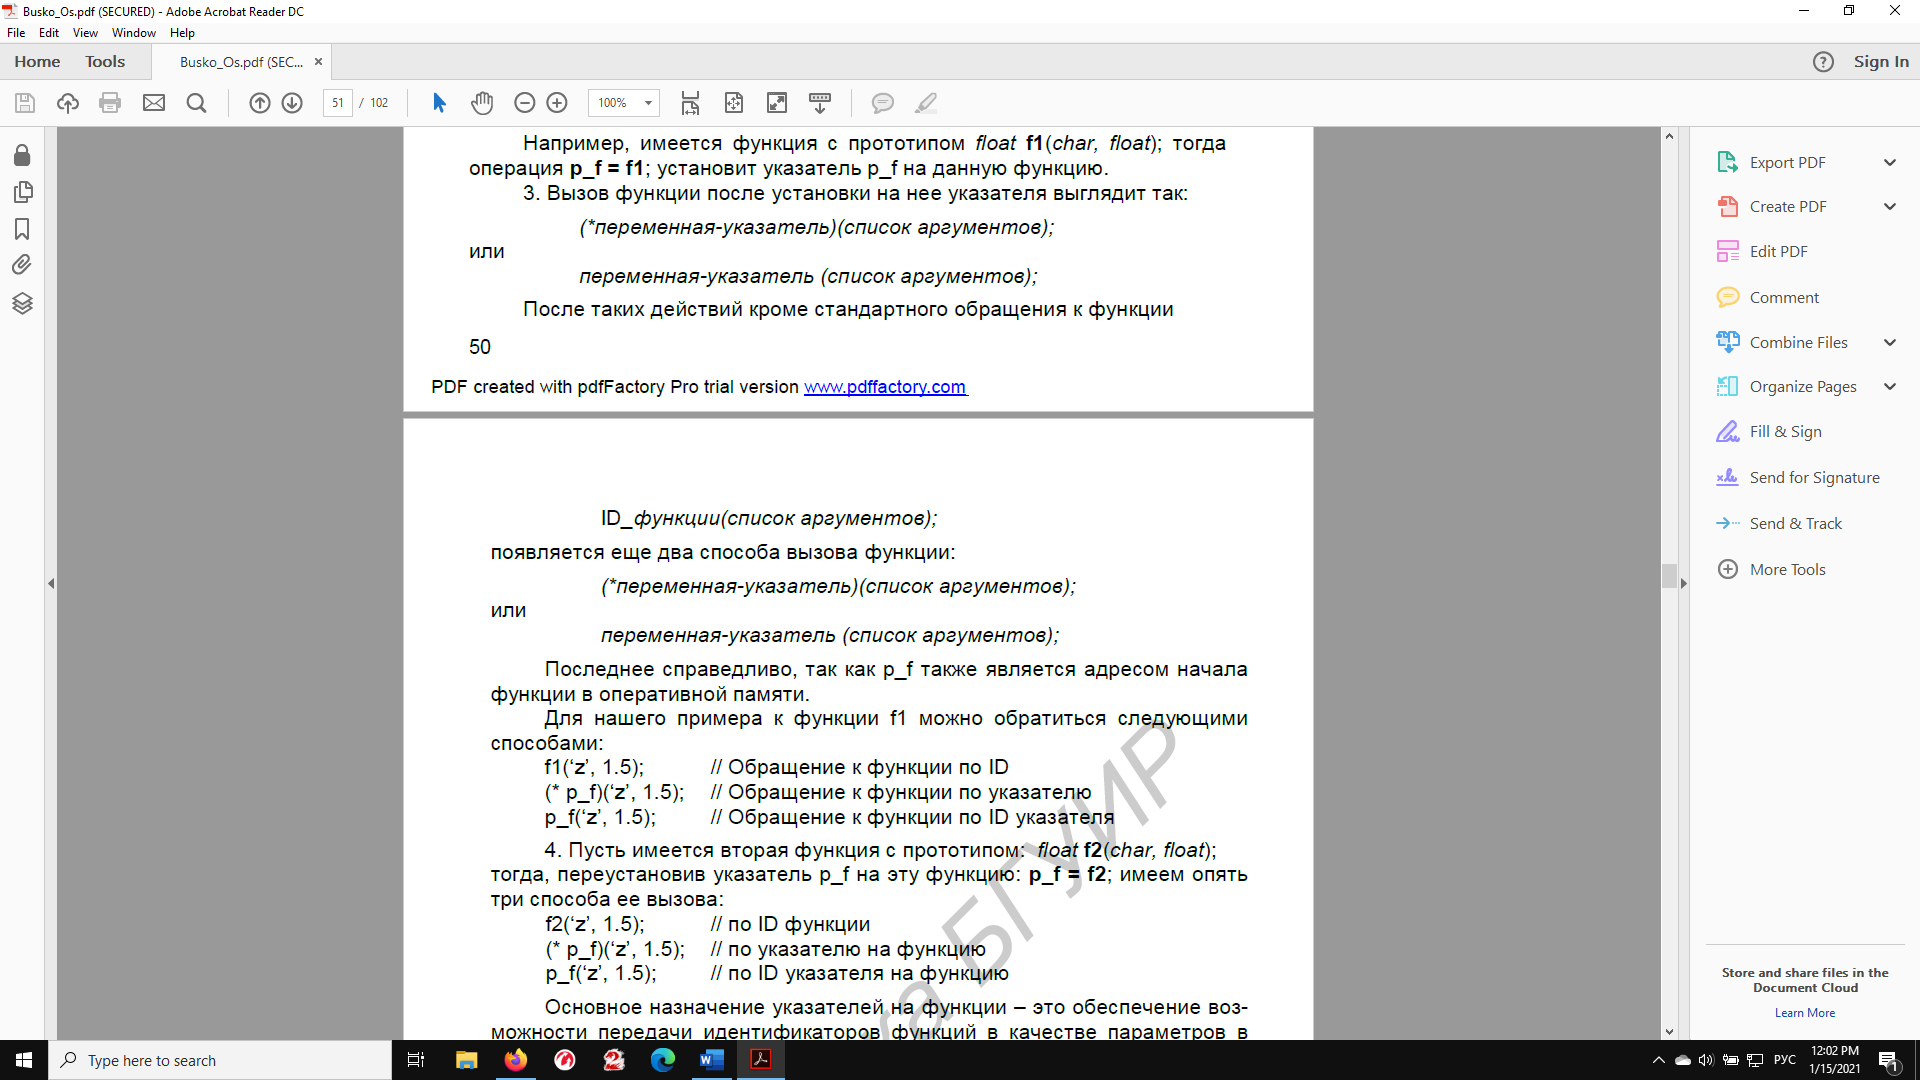 Busko_Os.pdf (SECURED) - Adobe Acrobat Reader DC
File Edit View Window Help
Home Tools Busko_Os.pdf (SEC... × Sign In
51 / 102 100%
Например, имеется функция с прототипом float f1(char, float); тогда
операция p_f = f1; установит указатель p_f на данную функцию.
3. Вызов функции после установки на нее указателя выглядит так:
(*переменная-указатель)(список аргументов);
или
переменная-указатель (список аргументов);
После таких действий кроме стандартного обращения к функции
50
PDF created with pdfFactory Pro trial version www.pdffactory.com
ID_функции(список аргументов);
появляется еще два способа вызова функции:
(*переменная-указатель)(список аргументов);
или
переменная-указатель (список аргументов);
Последнее справедливо, так как p_f также является адресом начала
функции в оперативной памяти.
Для нашего примера к функции f1 можно обратиться следующими
способами:
f1(‘z’, 1.5); // Обращение к функции по ID
(* p_f)(‘z’, 1.5); // Обращение к функции по указателю
p_f(‘z’, 1.5); // Обращение к функции по ID указателя
4. Пусть имеется вторая функция с прототипом: float f2(char, float);
тогда, переустановив указатель p_f на эту функцию: p_f = f2; имеем опять
три способа ее вызова:
f2(‘z’, 1.5); // по ID функции
(* p_f)(‘z’, 1.5); // по указателю на функцию
p_f(‘z’, 1.5); // по ID указателя на функцию
Основное назначение указателей на функции – это обеспечение воз-
можности передачи идентификаторов функций в качестве параметров в
БГУИР
Export PDF
Create PDF
Edit PDF
Comment
Combine Files
Organize Pages
Fill & Sign
Send for Signature
Send & Track
More Tools
Store and share files in the
Document Cloud
Learn More
Type here to search
РУС
12:02 PM
1/15/2021
1